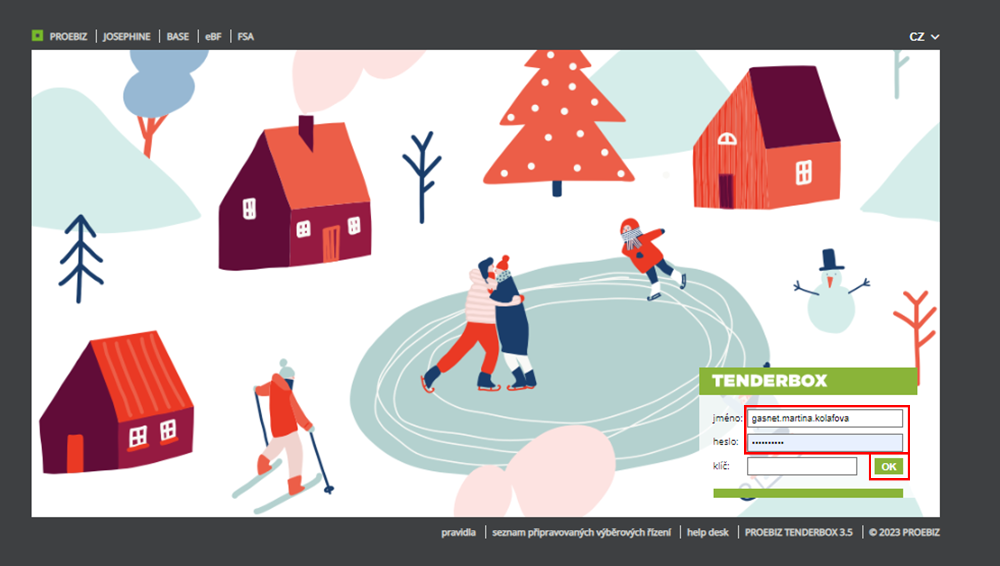 PROEBIZ JOSEPHINE BASE eBF FSA CZ
TENDERBOX
jméno: gasnet.martina.kolafova
heslo: ••••••••••
klíč: OK
pravidla seznam připravovaných výběrových řízení help desk PROEBIZ TENDERBOX 3.5 © 2023 PROEBIZ